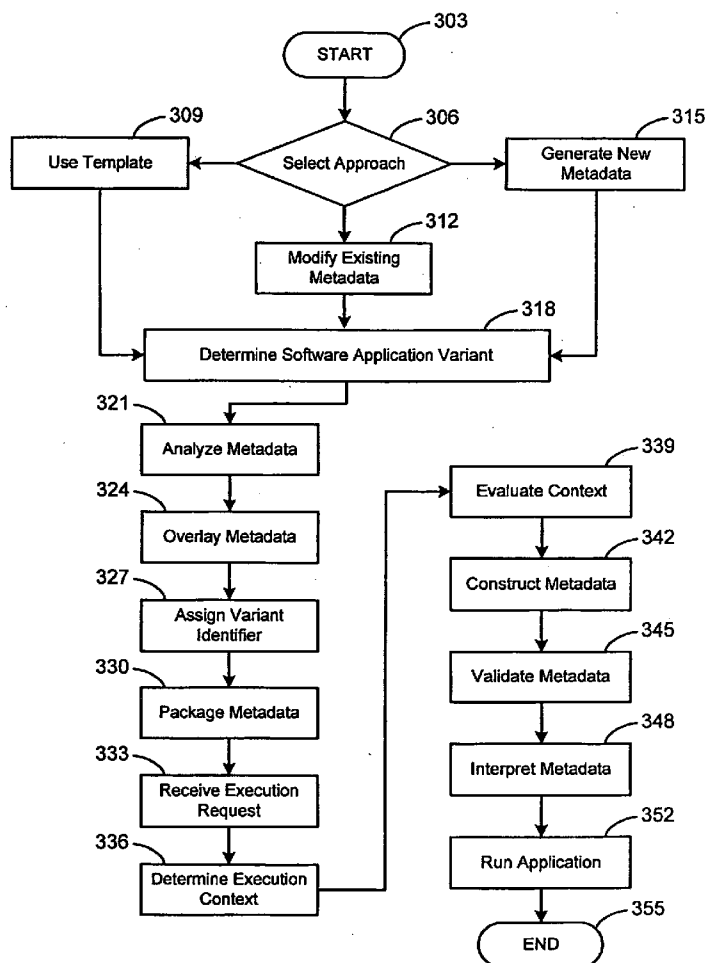 303
START
306
Select Approach
309
Use Template
315
Generate New
Metadata
312
Modify Existing
Metadata
318
Determine Software Application Variant
321
Analyze Metadata
324
Overlay Metadata
327
Assign Variant
Identifier
330
Package Metadata
333
Receive Execution
Request
336
Determine Execution
Context
339
Evaluate Context
342
Construct Metadata
345
Validate Metadata
348
Interpret Metadata
352
Run Application
355
END